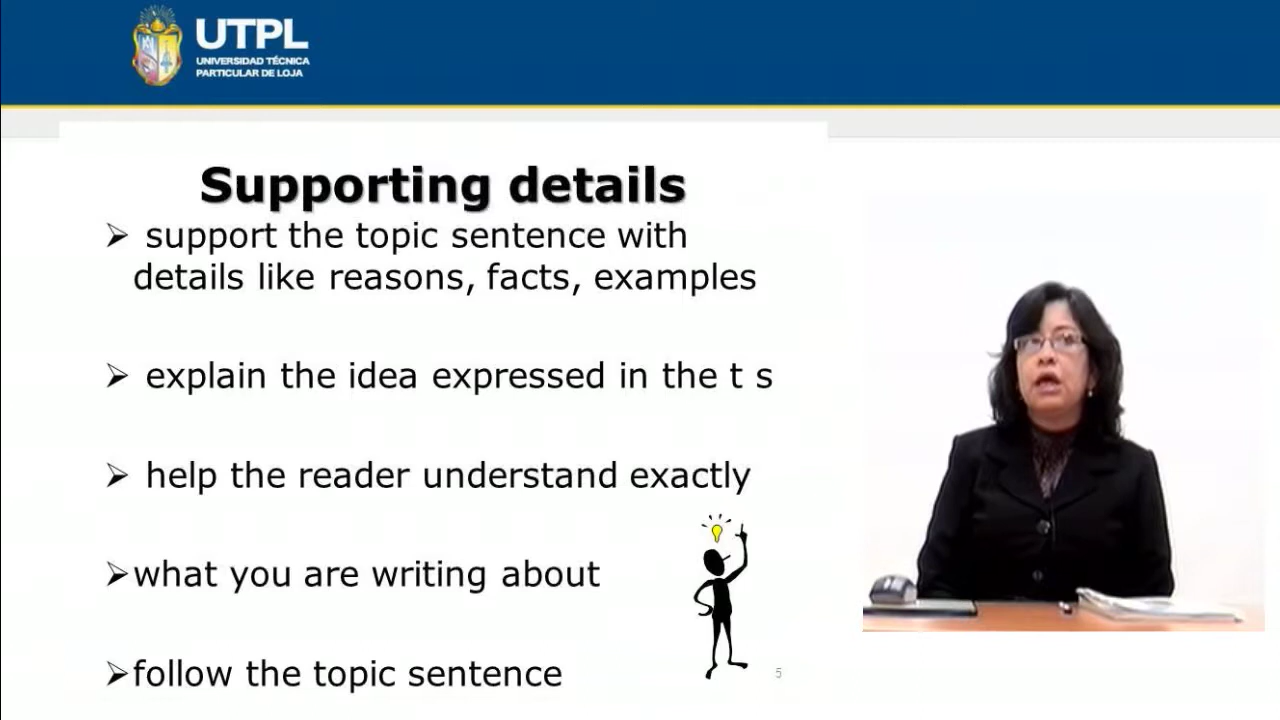 UTPL
UNIVERSIDAD TÉCNICA
PARTICULAR DE LOJA
Supporting details
➢ support the topic sentence with
details like reasons, facts, examples
➢ explain the idea expressed in the t s
➢ help the reader understand exactly
➢what you are writing about
➢follow the topic sentence
5